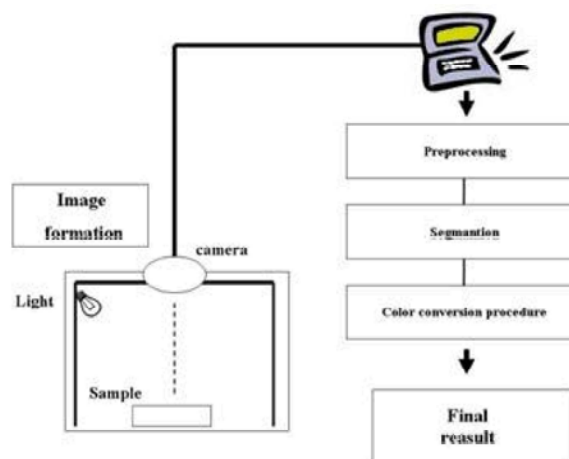 Image
formation
camera
Light
Sample
Preprocessing
Segmantion
Color conversion procedure
Final
reasult